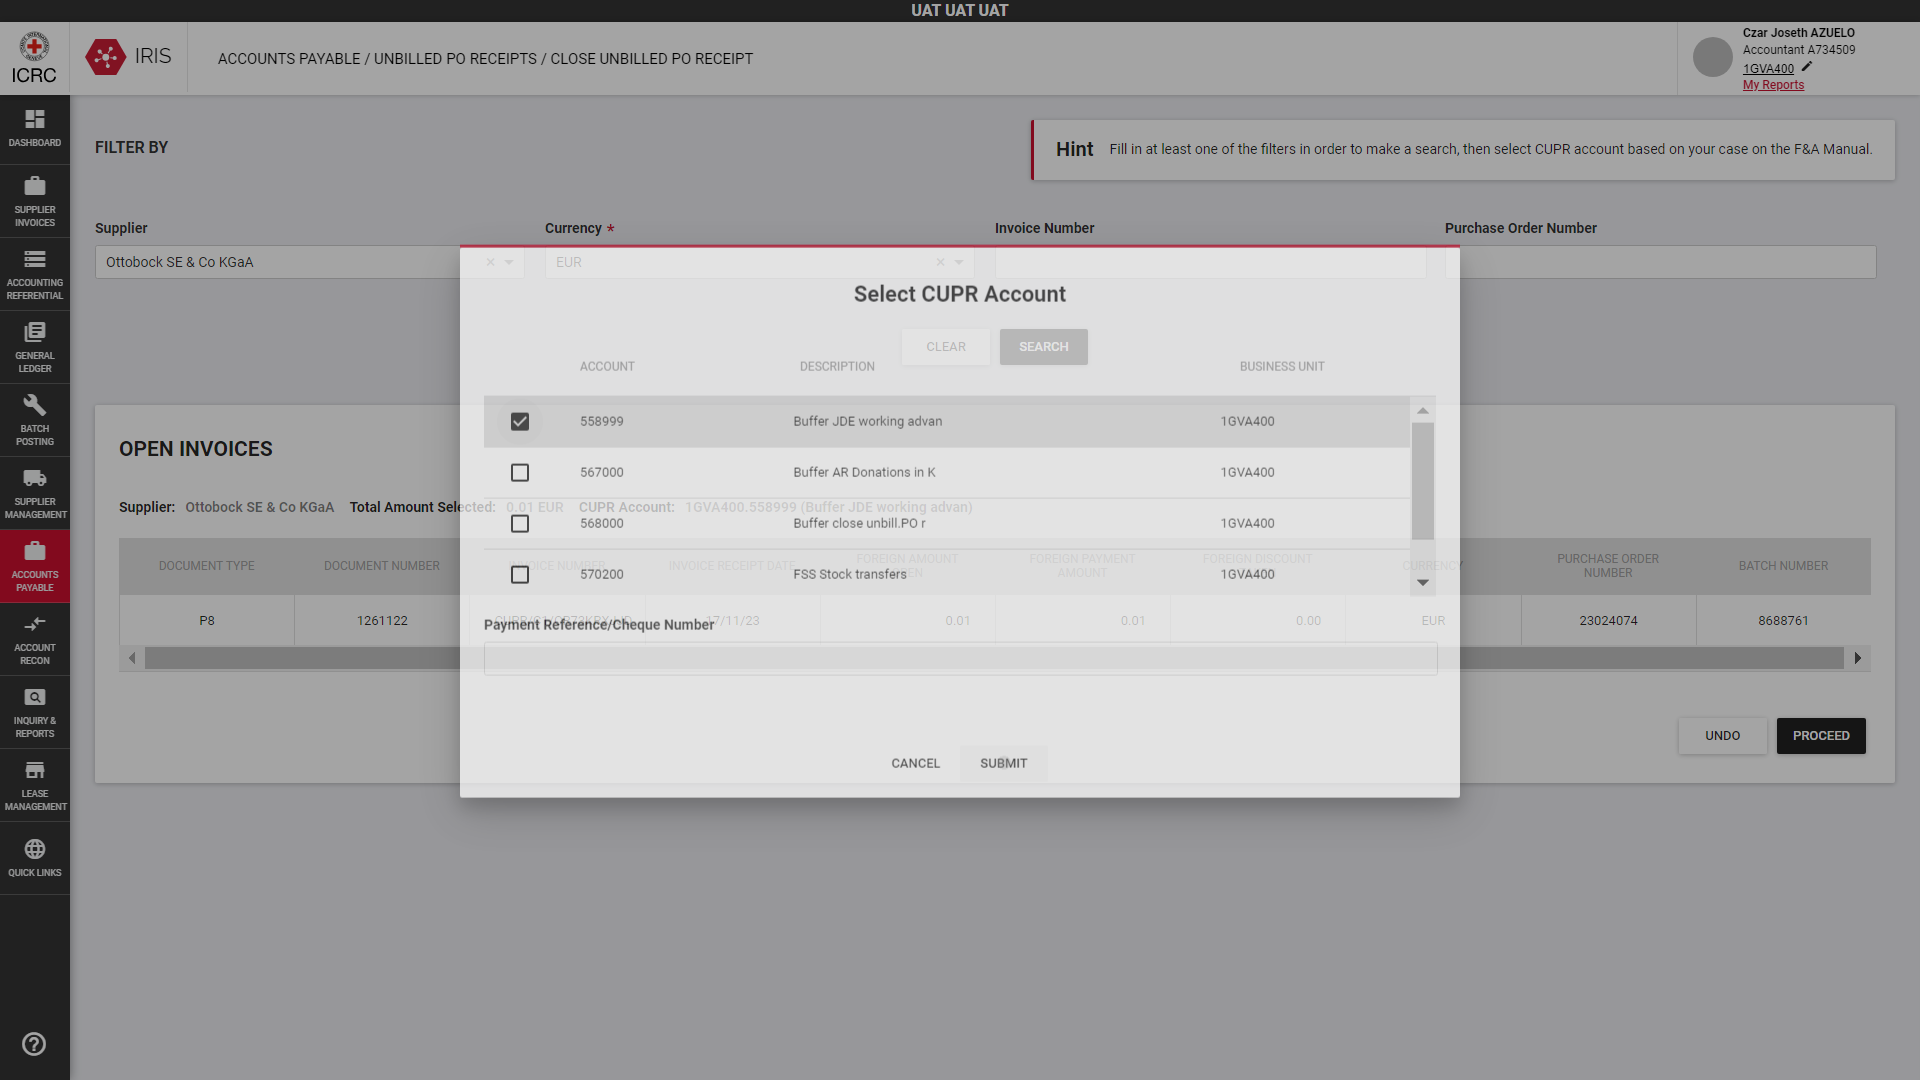 UAT UAT UAT
ICRC
IRIS
ACCOUNTS PAYABLE / UNBILLED PO RECEIPTS / CLOSE UNBILLED PO RECEIPT
Czar Joseth AZUELO
Accountant A734509
1GVA400
My Reports
DASHBOARD
SUPPLIER INVOICES
ACCOUNTING REFERENTIAL
GENERAL LEDGER
BATCH POSTING
SUPPLIER MANAGEMENT
ACCOUNTS PAYABLE
ACCOUNT RECON
INQUIRY & REPORTS
LEASE MANAGEMENT
QUICK LINKS
FILTER BY
Hint Fill in at least one of the filters in order to make a search, then select CUPR account based on your case on the F&A Manual.
Supplier Currency * Invoice Number Purchase Order Number
Ottobock SE & Co KGaA EUR
CLEAR SEARCH
OPEN INVOICES
Supplier: Ottobock SE & Co KGaA Total Amount Selected: 0.01 EUR CUPR Account: 1GVA400.558999 (Buffer JDE working advan)
DOCUMENT TYPE DOCUMENT NUMBER INVOICE NUMBER INVOICE RECEIPT DATE FOREIGN AMOUNT OPEN FOREIGN PAYMENT AMOUNT FOREIGN DISCOUNT CURRENCY PURCHASE ORDER NUMBER BATCH NUMBER
P8 1261122 17/11/23 0.01 0.01 0.00 EUR 23024074 8688761
UNDO PROCEED
Select CUPR Account
ACCOUNT DESCRIPTION BUSINESS UNIT
558999 Buffer JDE working advan 1GVA400
567000 Buffer AR Donations in K 1GVA400
568000 Buffer close unbill.PO r 1GVA400
570200 FSS Stock transfers 1GVA400
Payment Reference/Cheque Number
CANCEL SUBMIT